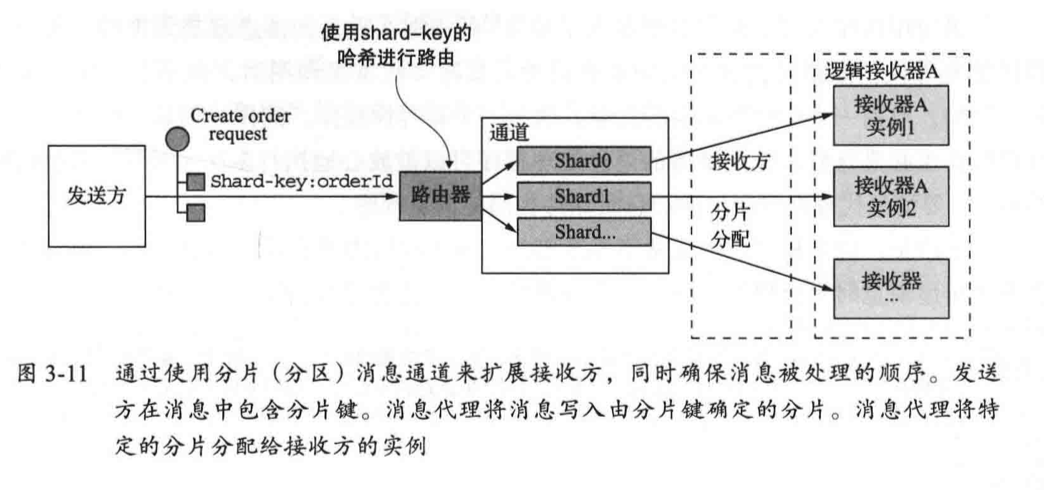 使用shard-key的
哈希进行路由
逻辑接收器A
Create order
request
通道
接收器A
实例1
Shard0
接收方
发送方
Shard-key:orderId
路由器
Shard1
接收器A
实例2
分片
分配
Shard...
接收器
...
图 3-11 通过使用分片（分区）消息通道来扩展接收方，同时确保消息被处理的顺序。发送
方在消息中包含分片键。消息代理将消息写入由分片键确定的分片。消息代理将特
定的分片分配给接收方的实例